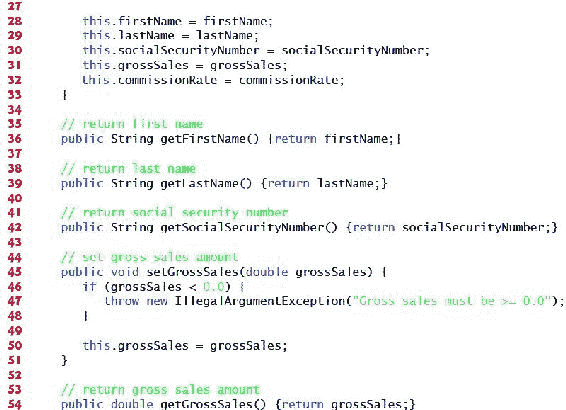 27
28 this.firstName = firstName;
29 this.lastName = lastName;
30 this.socialSecurityNumber = socialSecurityNumber;
31 this.grossSales = grossSales;
32 this.commissionRate = commissionRate;
33 }
34
35 // return first name
36 public String getFirstName() {return firstName;}
37
38 // return last name
39 public String getLastName() {return lastName;}
40
41 // return social security number
42 public String getSocialSecurityNumber() {return socialSecurityNumber;}
43
44 // set gross sales amount
45 public void setGrossSales(double grossSales) {
46 if (grossSales < 0.0) {
47 throw new IllegalArgumentException("Gross sales must be >= 0.0");
48 }
49
50 this.grossSales = grossSales;
51 }
52
53 // return gross sales amount
54 public double getGrossSales() {return grossSales;}